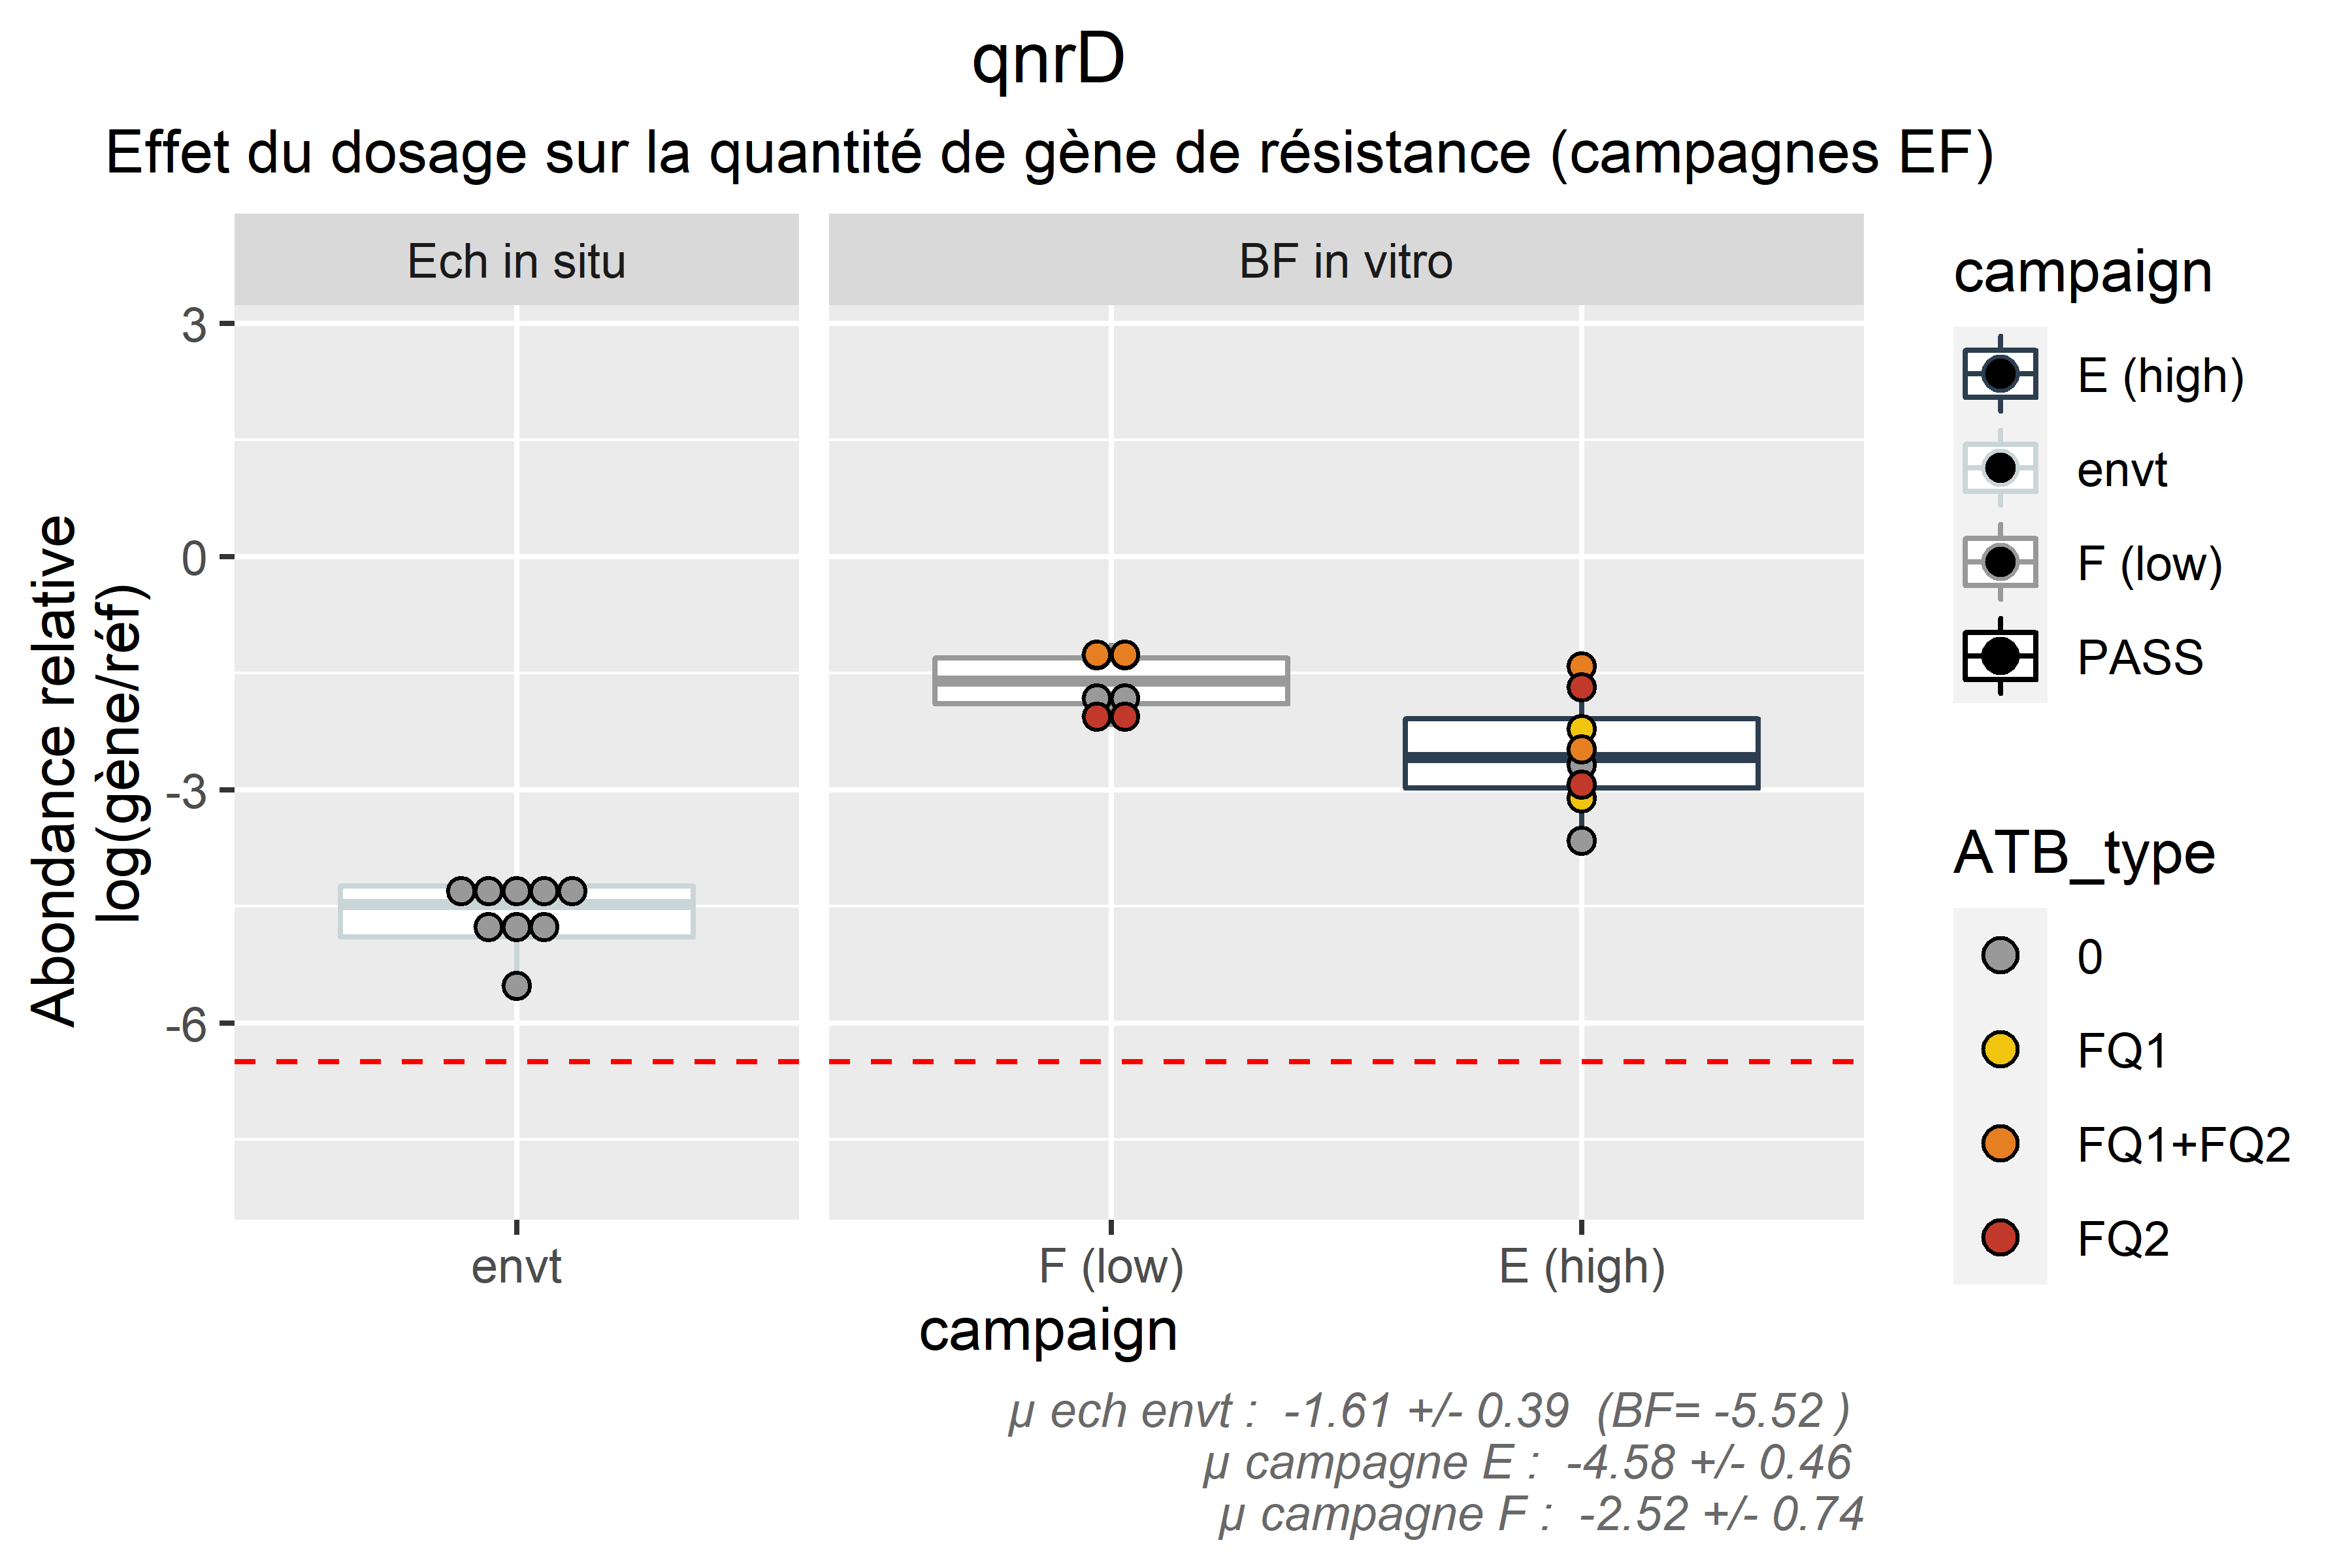 qnrD
Effet du dosage sur la quantité de gène de résistance (campagnes EF)
Ech in situ
BF in vitro
3
0
-3
-6
Abondance relative
log(gène/réf)
envt
F (low)
E (high)
campaign
campaign
E (high)
envt
F (low)
PASS
ATB_type
0
FQ1
FQ1+FQ2
FQ2
µ ech envt : -1.61 +/- 0.39 (BF= -5.52 )
µ campagne E : -4.58 +/- 0.46
µ campagne F : -2.52 +/- 0.74